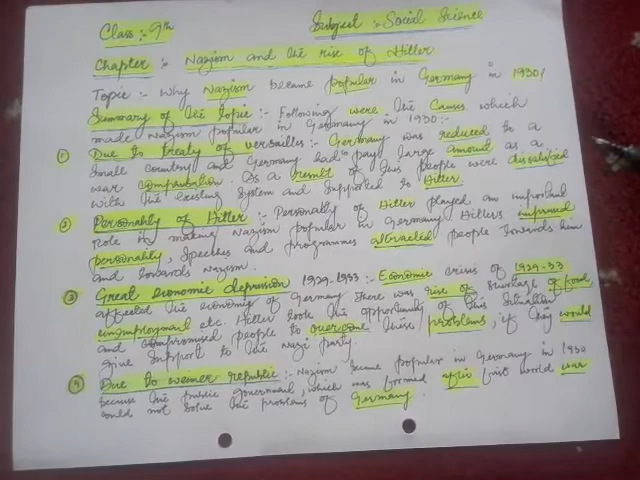 Class :- 9th
Subject :- Social Science
Chapter :- Nazism and the rise of Hitler
Topic :- Why Nazism became popular in Germany in 1930?
Summary of the topic :- Following were the causes which
made Nazism popular in Germany in 1930 :-
① Due to treaty of versailles :- Germany was reduced to a
small country and Germany had pay large amount as a
war . As a result of this people were dissatisfied
with the existing system and supported to Hitler
② Personality of Hitler :- Personality of Hitler played an important
role in making Nazism popular in Germany Hitler's
personality, speeches and programmes attracted people towards him
and towards nazism.
③ Great economic depression 1929-1933 :- Economic crisis of 1929-33
affected the economy of Germany There was rise of shortage of food,
unemployment etc. Hitler took the opportunity of this situation
and people to overcome these problems, if they would
give support to the Nazi party.
④ Due to weimer republic :- Nazism became popular in Germany in 1930
because the public government, which was formed after first world war
could not solve the problems of Germany.